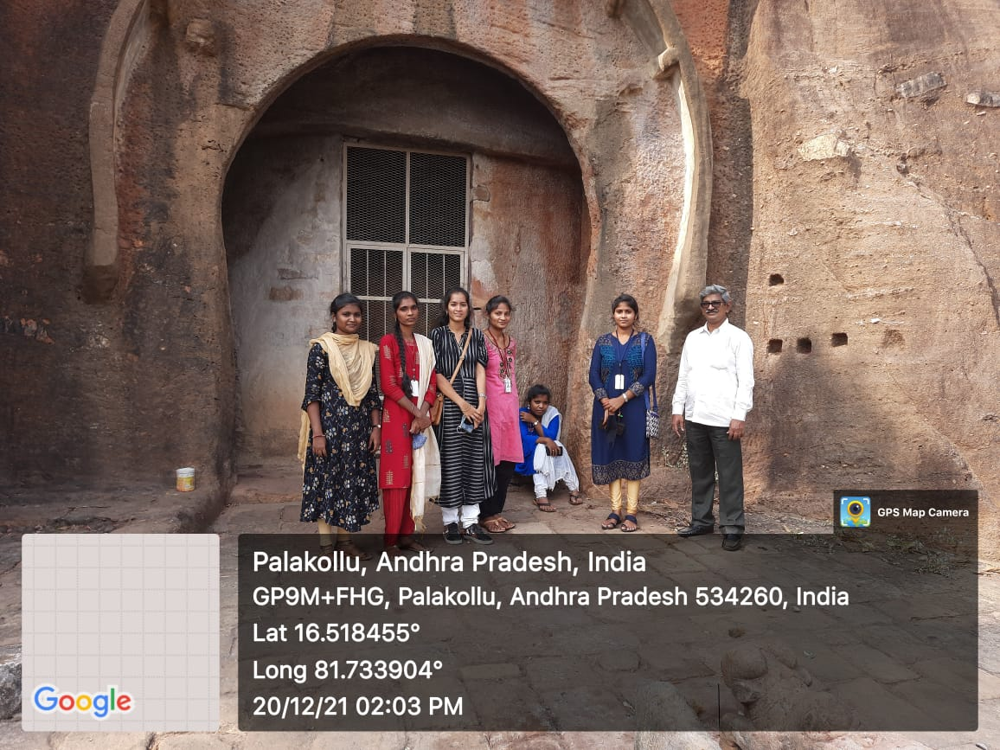 GPS Map Camera
Palakollu, Andhra Pradesh, India
GP9M+FHG, Palakollu, Andhra Pradesh 534260, India
Lat 16.518455°
Long 81.733904°
20/12/21 02:03 PM
Google